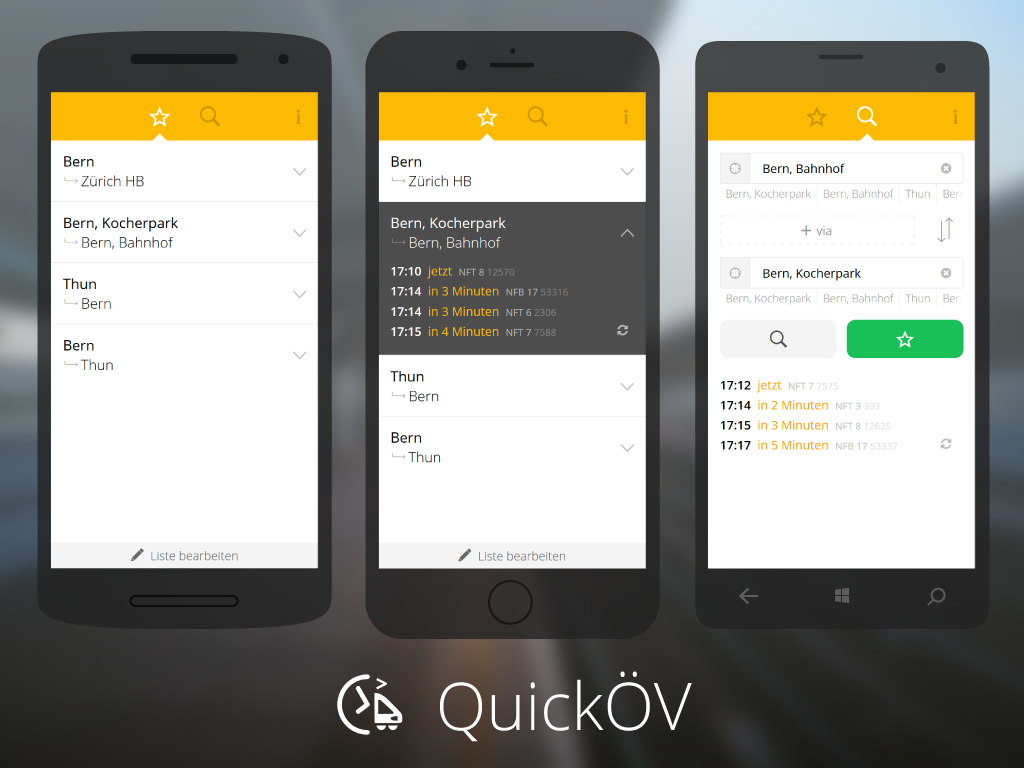 i
Bern
Zürich HB
Bern, Kocherpark
Bern, Bahnhof
Thun
Bern
Bern
Thun
Liste bearbeiten
i
Bern
Zürich HB
Bern, Kocherpark
Bern, Bahnhof
17:10 jetzt NFT 8 12570
17:14 in 3 Minuten NFB 17 53316
17:14 in 3 Minuten NFT 6 2306
17:15 in 4 Minuten NFT 7 7588
Thun
Bern
Bern
Thun
Liste bearbeiten
i
Bern, Bahnhof
Bern, Kocherpark Bern, Bahnhof Thun Ber
+ via
Bern, Kocherpark
Bern, Kocherpark Bern, Bahnhof Thun Ber
17:12 jetzt NFT 7 7575
17:14 in 2 Minuten NFT 3 303
17:15 in 3 Minuten NFT 8 12625
17:17 in 5 Minuten NFB 17 53337
QuickÖV